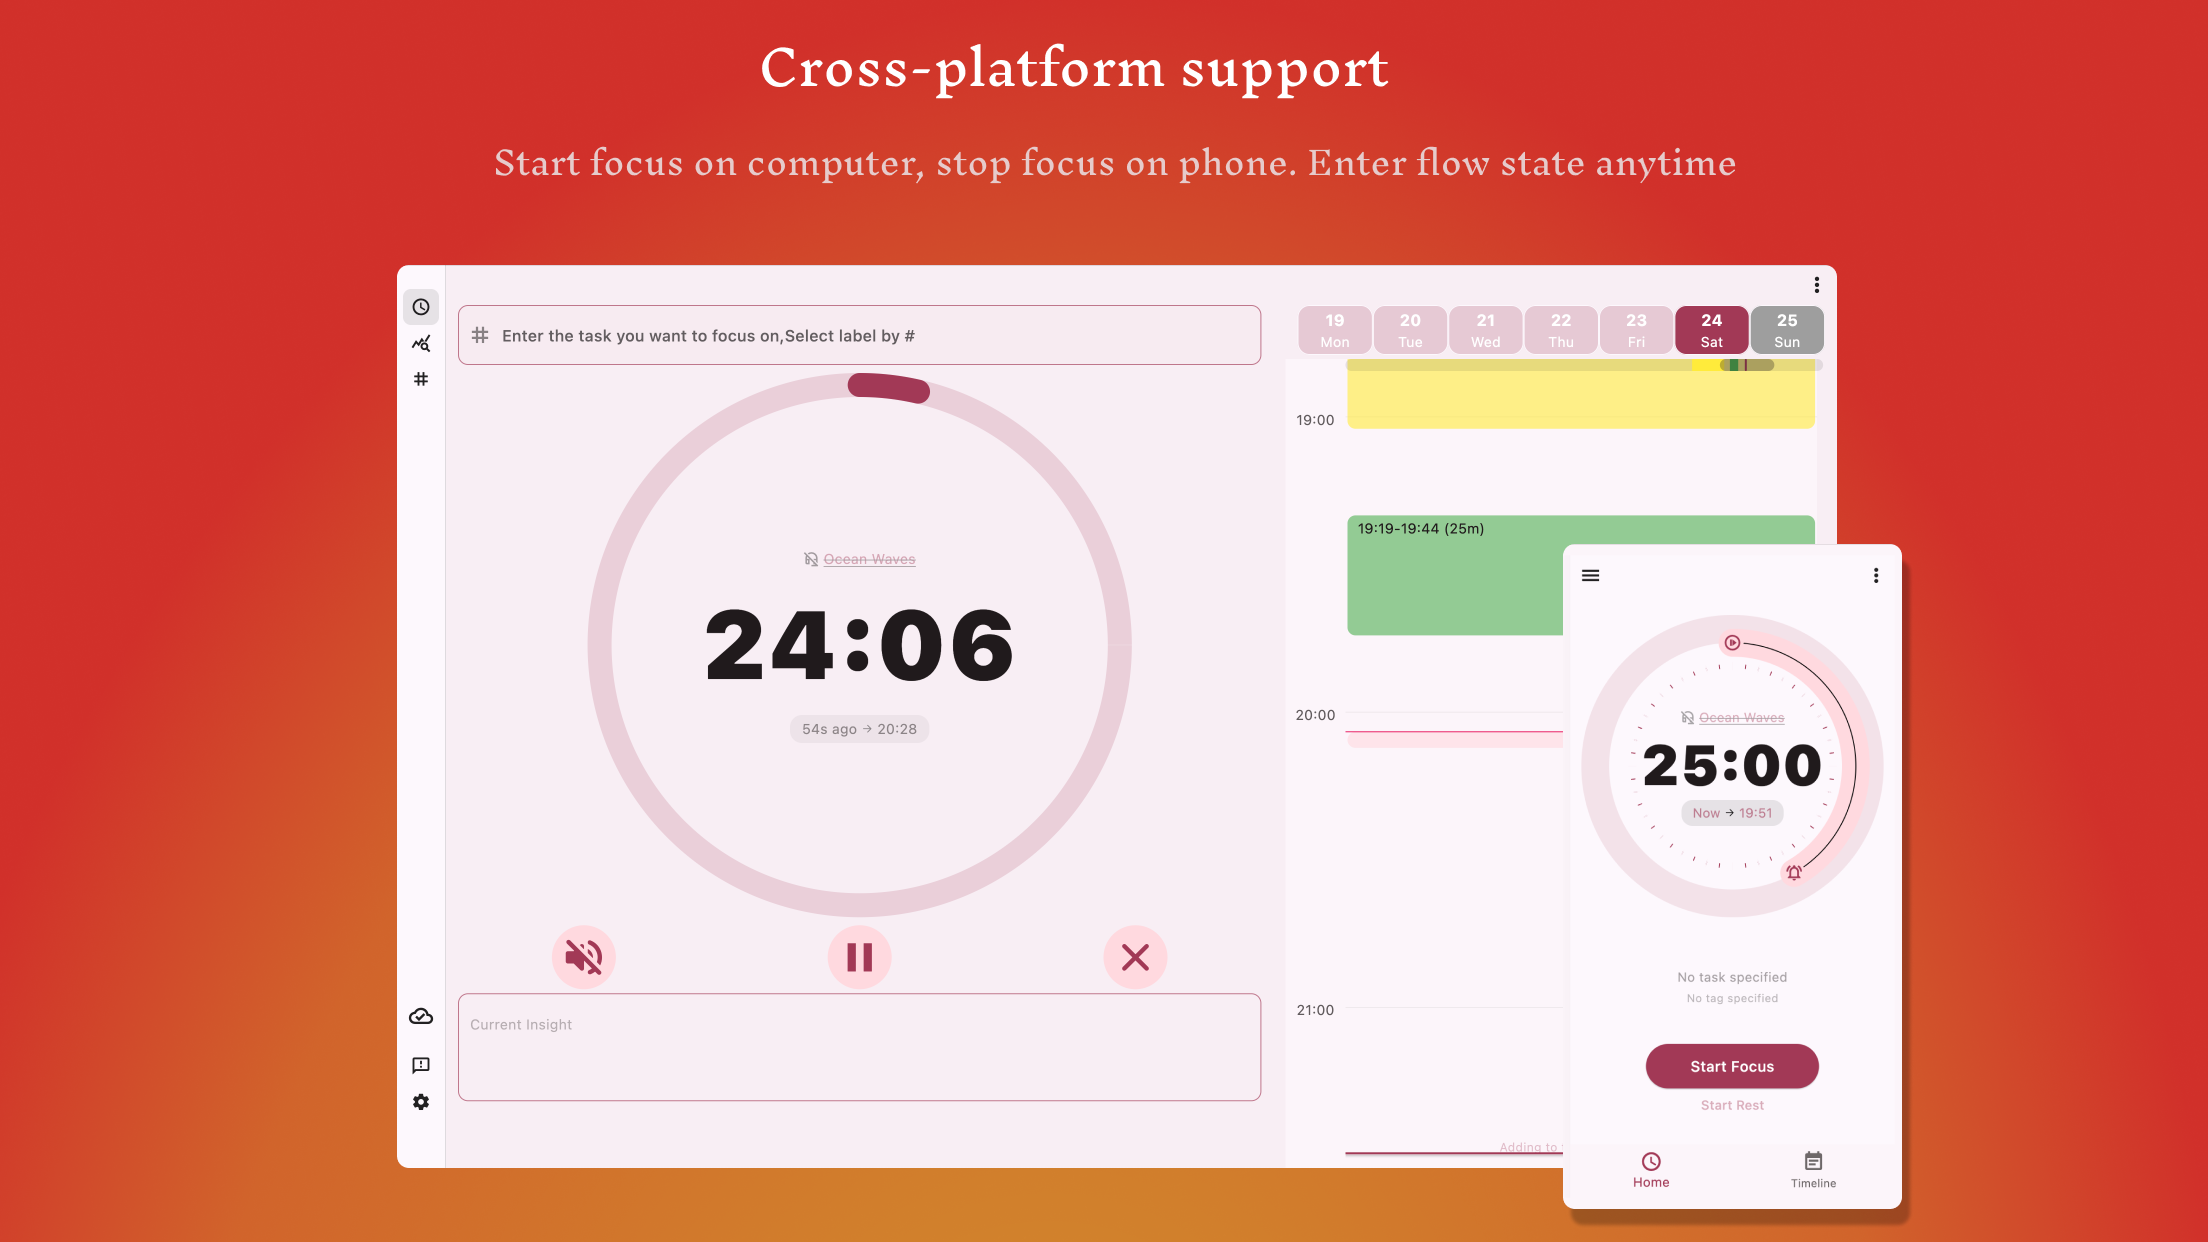 Cross-platform support
Start focus on computer, stop focus on phone. Enter flow state anytime
Enter the task you want to focus on,Select label by #
19 20 21 22 23 24 25
Mon Tue Wed Thu Fri Sat Sun
19:00
19:19-19:44 (25m)
20:00
21:00
Adding to
Ocean Waves
24:06
54s ago → 20:28
Current Insight
Ocean Waves
25:00
Now → 19:51
No task specified
No tag specified
Start Focus
Start Rest
Home
Timeline